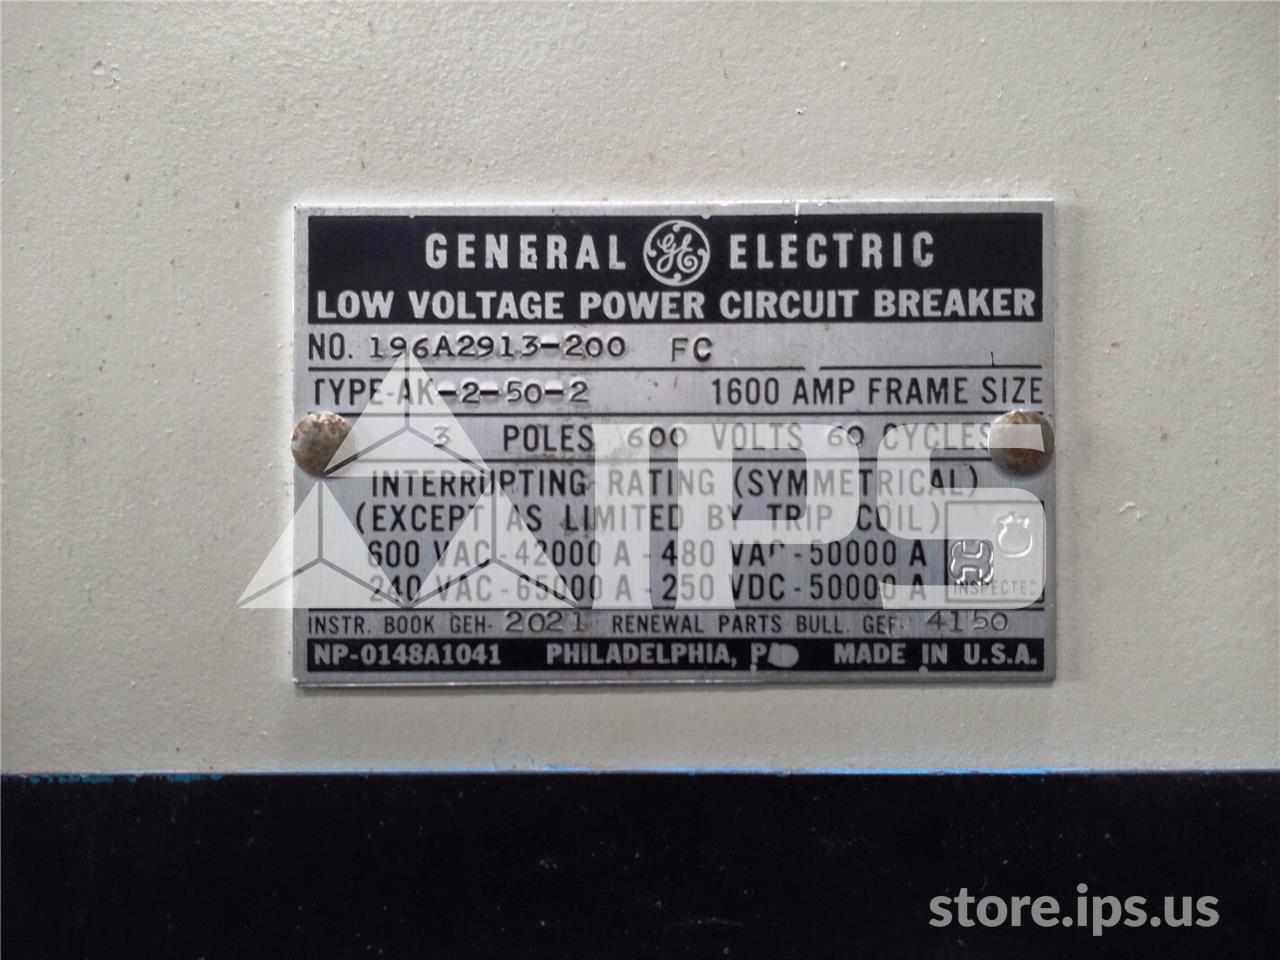 GENERAL GE ELECTRIC
LOW VOLTAGE POWER CIRCUIT BREAKER
NO. 196A2913-200 FC
TYPE-AK-2-50-2 1600 AMP FRAME SIZE
3 POLES 600 VOLTS 60 CYCLES
INTERRUPTING RATING (SYMMETRICAL)
(EXCEPT AS LIMITED BY TRIP COIL)
600 VAC-42000 A-480 VAC-50000 A
240 VAC-65000 A-250 VDC-50000 A
INSPECTED
INSTR. BOOK GEH- 2021 RENEWAL PARTS BULL. GEF- 4150
NP-0148A1041 PHILADELPHIA, PA MADE IN U.S.A.
IPS
store.ips.us